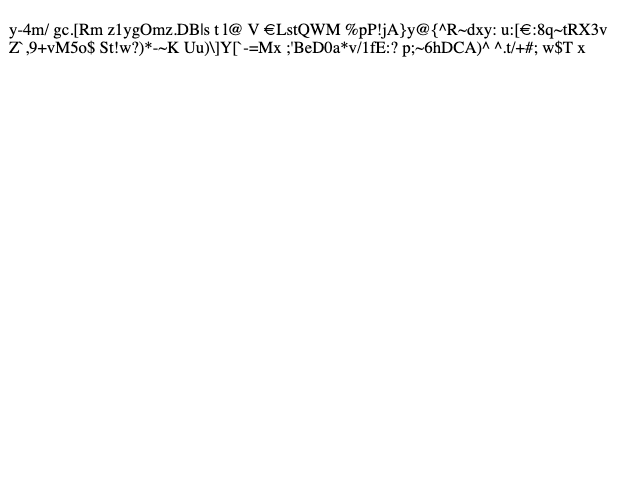 y-4m/ gc.[Rm z1ygOmz.DB|s t l@ V €LstQWM %pP!jA}y@{^R~dxy: u:[€:8q~tRX3v
Z`,9+vM5o$ St!w?)*-~K Uu)\]Y[`-=Mx ;'BeD0a*v/1fE:? p;~6hDCA)^ ^.t/+#; w$T x